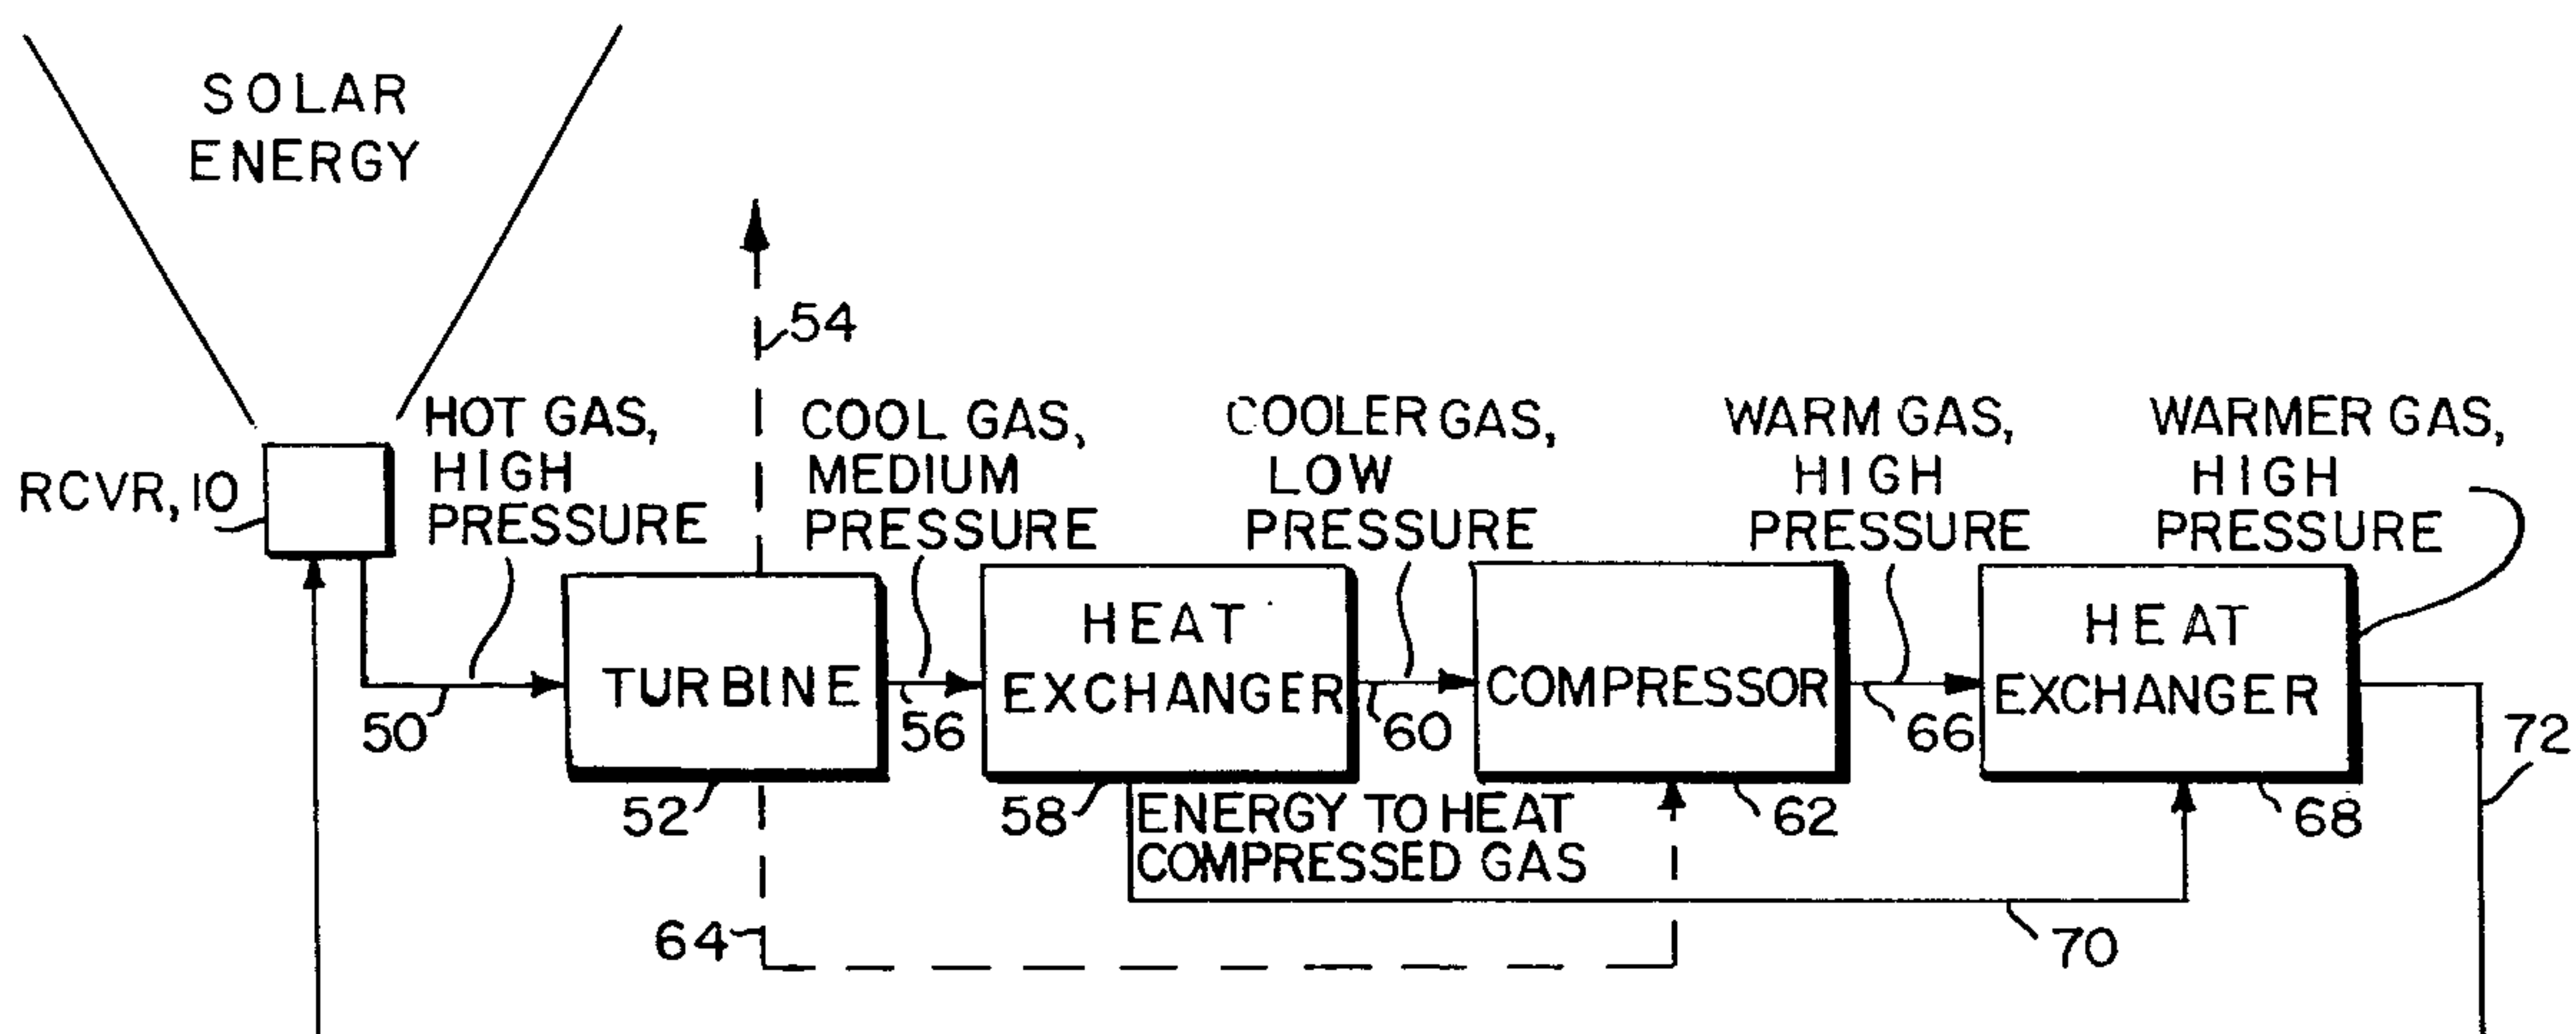 SOLAR
ENERGY
54
RCVR, 10
HOT GAS,
HIGH
PRESSURE
COOL GAS,
MEDIUM
PRESSURE
COOLER GAS,
LOW
PRESSURE
WARM GAS,
HIGH
PRESSURE
WARMER GAS,
HIGH
PRESSURE
50
TURBINE
52
56
HEAT
EXCHANGER
58
60
COMPRESSOR
62
66
HEAT
EXCHANGER
68
72
ENERGY TO HEAT
COMPRESSED GAS
64
70